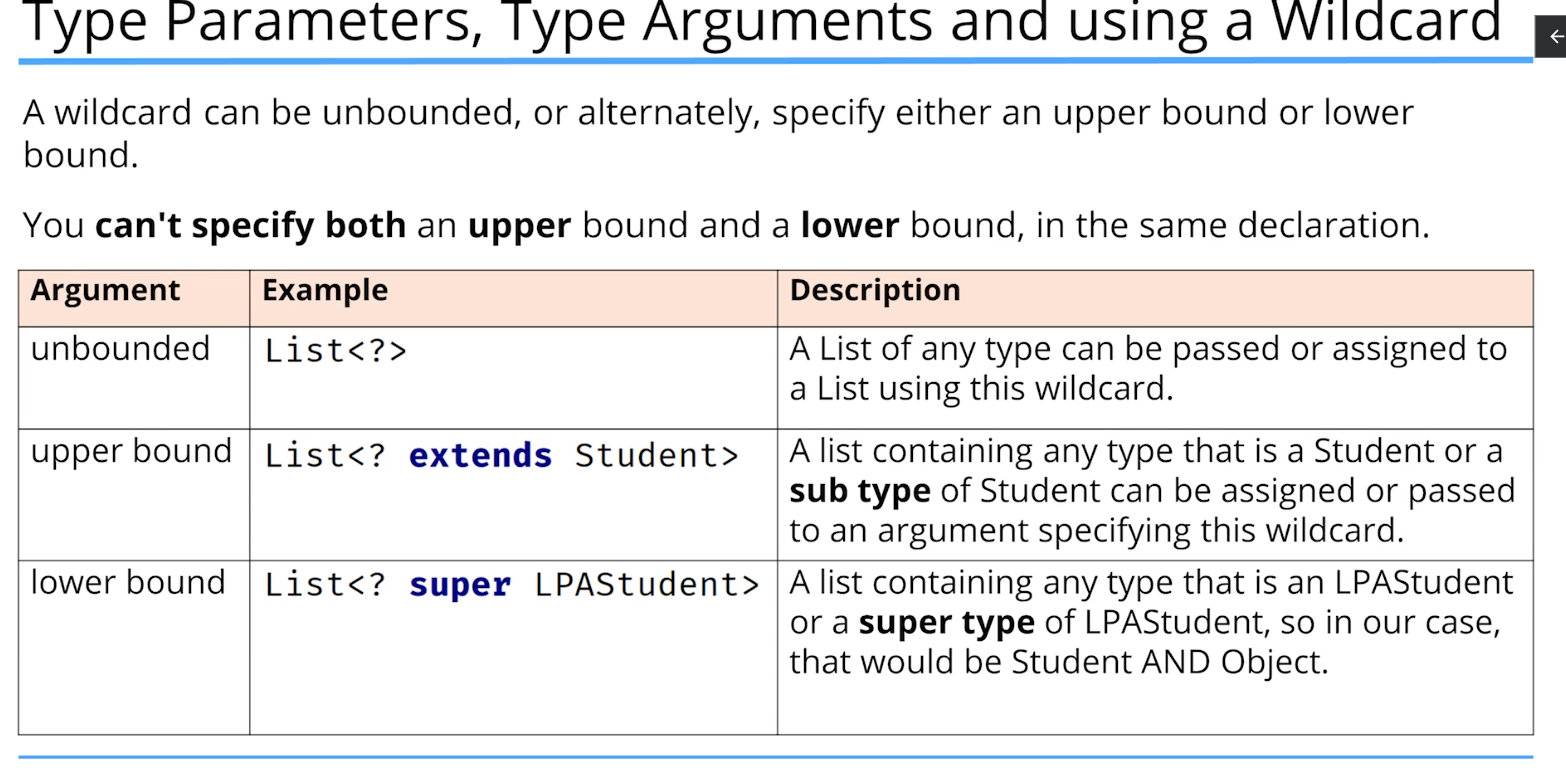 Type Parameters, Type Arguments and using a Wildcard
A wildcard can be unbounded, or alternately, specify either an upper bound or lower
bound.
You can't specify both an upper bound and a lower bound, in the same declaration.
Argument Example Description
unbounded List<?> A List of any type can be passed or assigned to
a List using this wildcard.
upper bound List<? extends Student> A list containing any type that is a Student or a
sub type of Student can be assigned or passed
to an argument specifying this wildcard.
lower bound List<? super LPAStudent> A list containing any type that is an LPAStudent
or a super type of LPAStudent, so in our case,
that would be Student AND Object.